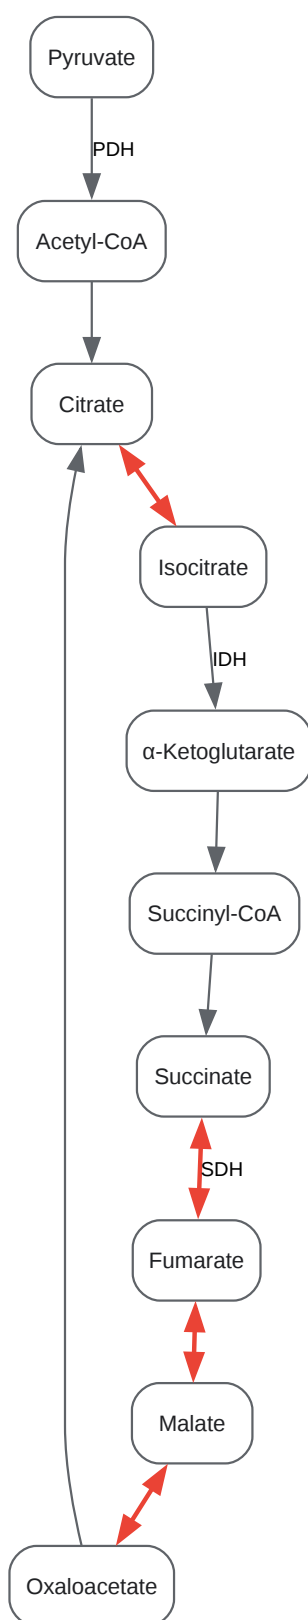 Pyruvate
PDH
Acetyl-CoA
Citrate
Isocitrate
IDH
α-Ketoglutarate
Succinyl-CoA
Succinate
SDH
Fumarate
Malate
Oxaloacetate